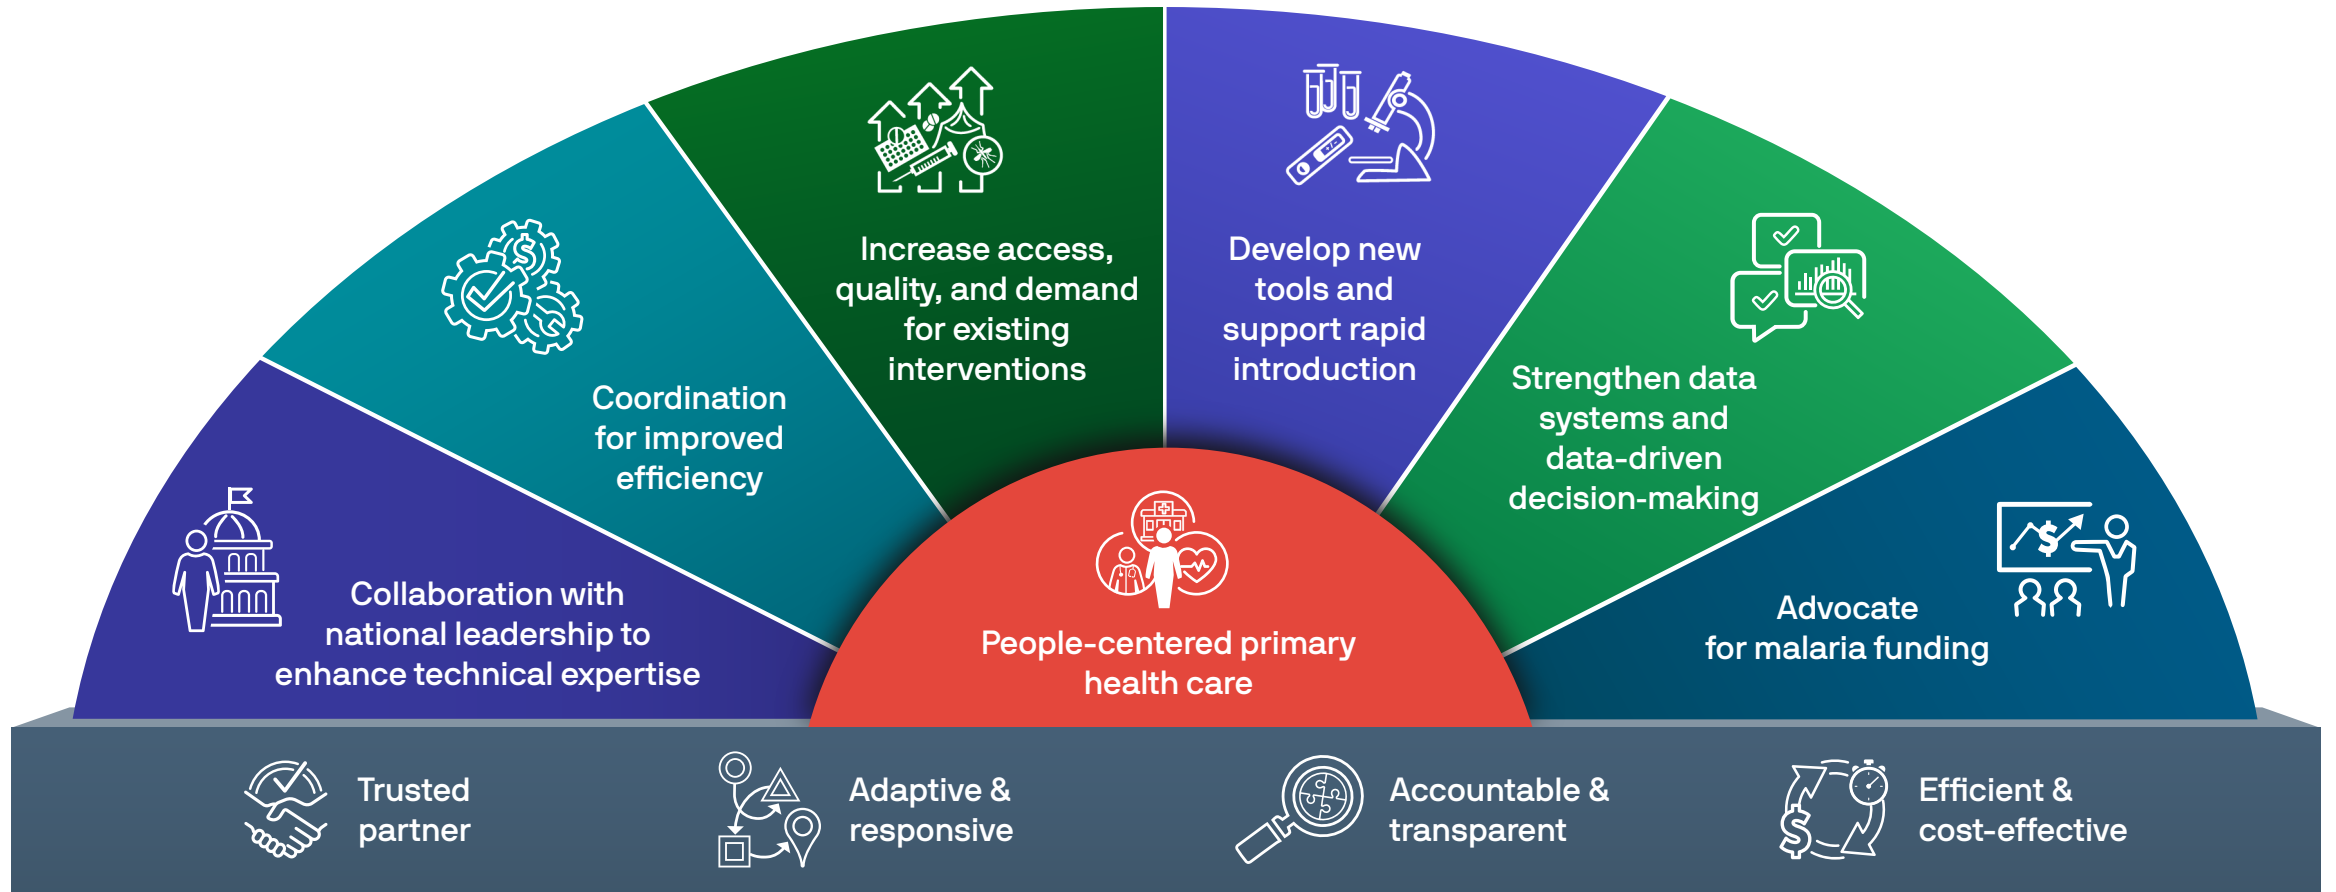 Collaboration with
national leadership to
enhance technical expertise
Coordination
for improved
efficiency
Increase access,
quality, and demand
for existing
interventions
Develop new
tools and
support rapid
introduction
Strengthen data
systems and
data-driven
decision-making
Advocate
for malaria funding
People-centered primary
health care
Trusted
partner
Adaptive &
responsive
Accountable &
transparent
Efficient &
cost-effective